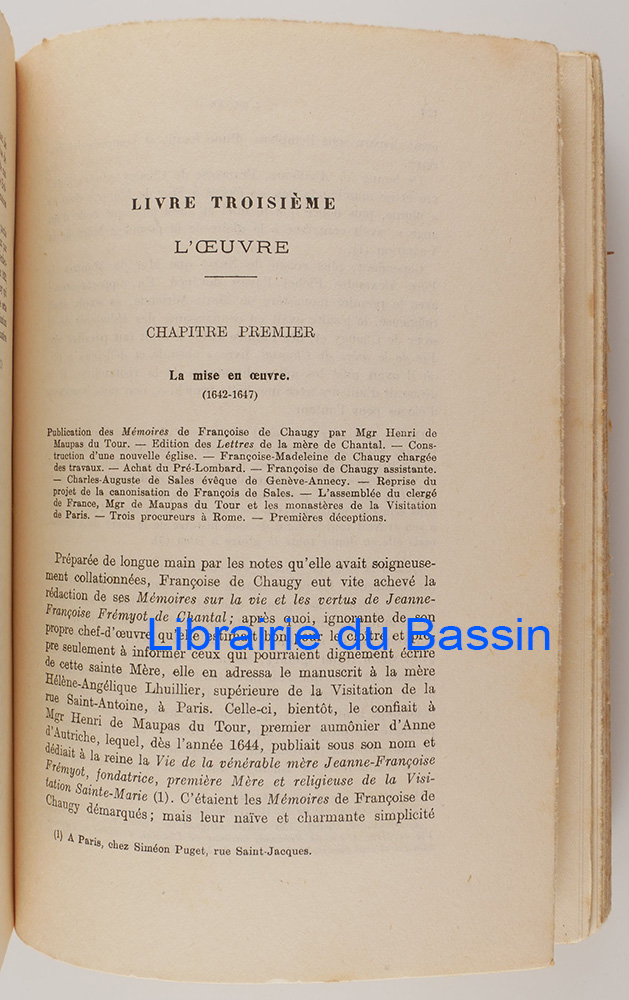 LIVRE TROISIÈME
L'ŒUVRE
CHAPITRE PREMIER
La mise en œuvre.
(1642-1647)
Publication des Mémoires de Françoise de Chaugy par Mgr Henri de
Maupas du Tour. — Edition des Lettres de la mère de Chantal. — Cons-
truction d'une nouvelle église. — Françoise-Madeleine de Chaugy chargée
des travaux. — Achat du Pré-Lombard. — Françoise de Chaugy assistante.
— Charles-Auguste de Sales évêque de Genève-Annecy. — Reprise du
projet de la canonisation de François de Sales. — L'assemblée du clergé
de France, Mgr de Maupas du Tour et les monastères de la Visitation
de Paris. — Trois procureurs à Rome. — Premières déceptions.
Préparée de longue main par les notes qu'elle avait soigneuse-
ment collationnées, Françoise de Chaugy eut vite achevé la
rédaction de ses Mémoires sur la vie et les vertus de Jeanne-
Françoise Frémyot de Chantal; après quoi, ignorante de son
propre chef-d'œuvre qu'elle estimait bon pour le cloître et pro-
Librairie du Bassin
pre seulement à informer ceux qui pourraient dignement écrire
de cette sainte Mère, elle en adressa le manuscrit à la mère
Hélène-Angélique Lhuillier, supérieure de la Visitation de la
rue Saint-Antoine, à Paris. Celle-ci, bientôt, le confiait à
Mgr Henri de Maupas du Tour, premier aumônier d'Anne
d'Autriche, lequel, dès l'année 1644, publiait sous son nom et
dédiait à la reine la Vie de la vénérable mère Jeanne-Françoise
Frémyot, fondatrice, première Mère et religieuse de la Visi-
tation Sainte-Marie (1). C'étaient les Mémoires de Françoise de
Chaugy démarqués; mais leur naïve et charmante simplicité
(1) A Paris, chez Siméon Puget, rue Saint-Jacques.